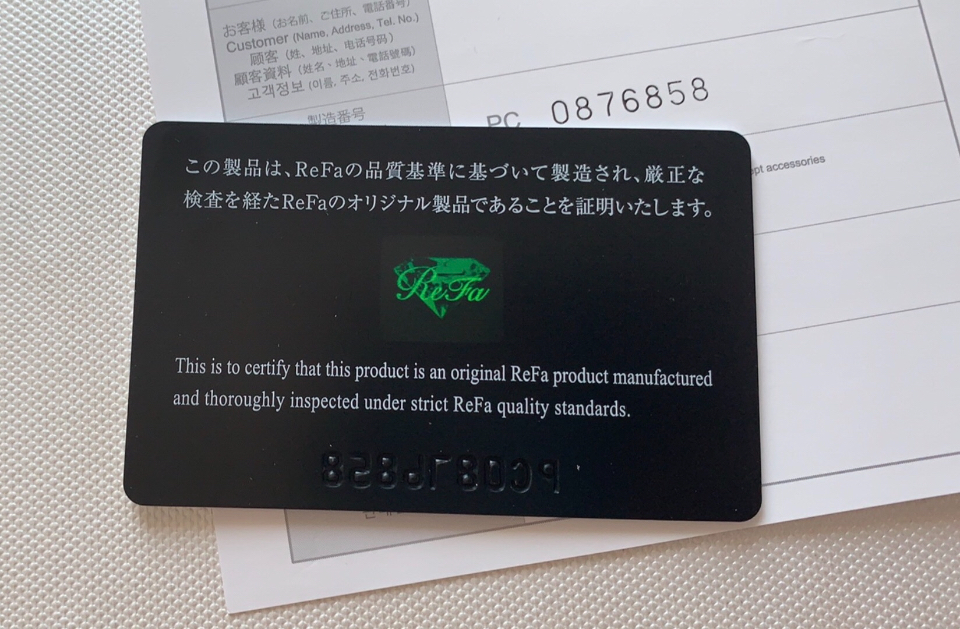 お客様（お名前、ご住所、電話番号）
Customer (Name, Address, Tel. No.)
顧客（姓、地址、电话号码）
顧客資料（姓名、地址、電話號碼）
고객정보 (이름, 주소, 전화번호)
製造番号
PC 0876858
pt accessories
この製品は、ReFaの品質基準に基づいて製造され、厳正な
検査を経たReFaのオリジナル製品であることを証明いたします。
ReFa
This is to certify that this product is an original ReFa product manufactured
and thoroughly inspected under strict ReFa quality standards.
PC0876858